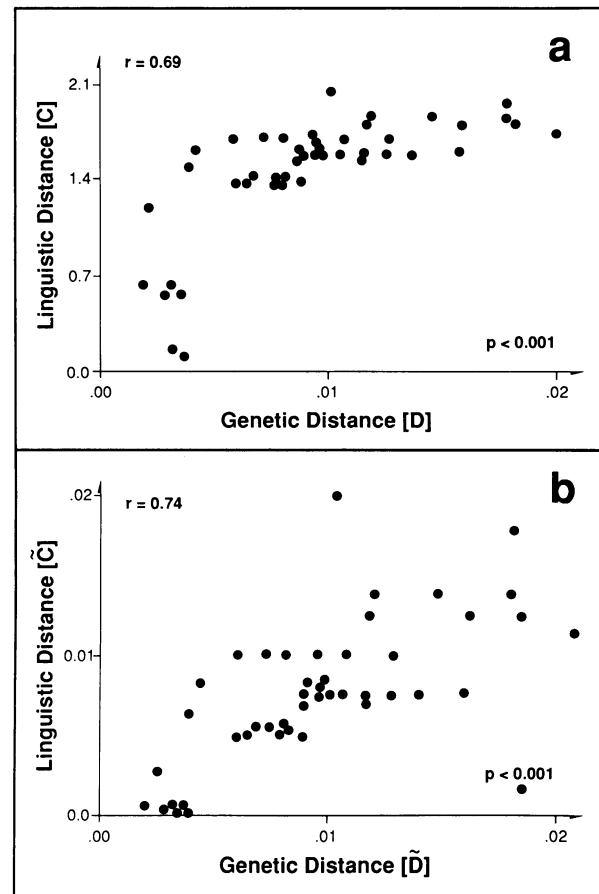 a
r = 0.69
2.1
1.4
0.7
0.0
Linguistic Distance [C]
p < 0.001
.00
.01
.02
Genetic Distance [D]
b
r = 0.74
.02
0.01
0.0
Linguistic Distance [C̃]
p < 0.001
.00
.01
.02
Genetic Distance [D̃]